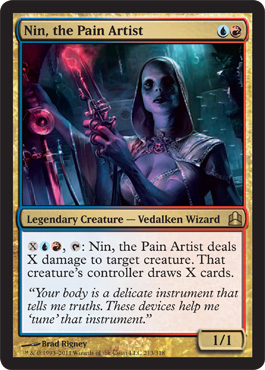 Nin, the Pain Artist
Legendary Creature — Vedalken Wizard
X, : Nin, the Pain Artist deals
X damage to target creature. That
creature's controller draws X cards.
“Your body is a delicate instrument that
tells me truths. These devices help me
‘tune’ that instrument.”
Brad Rigney
1/1